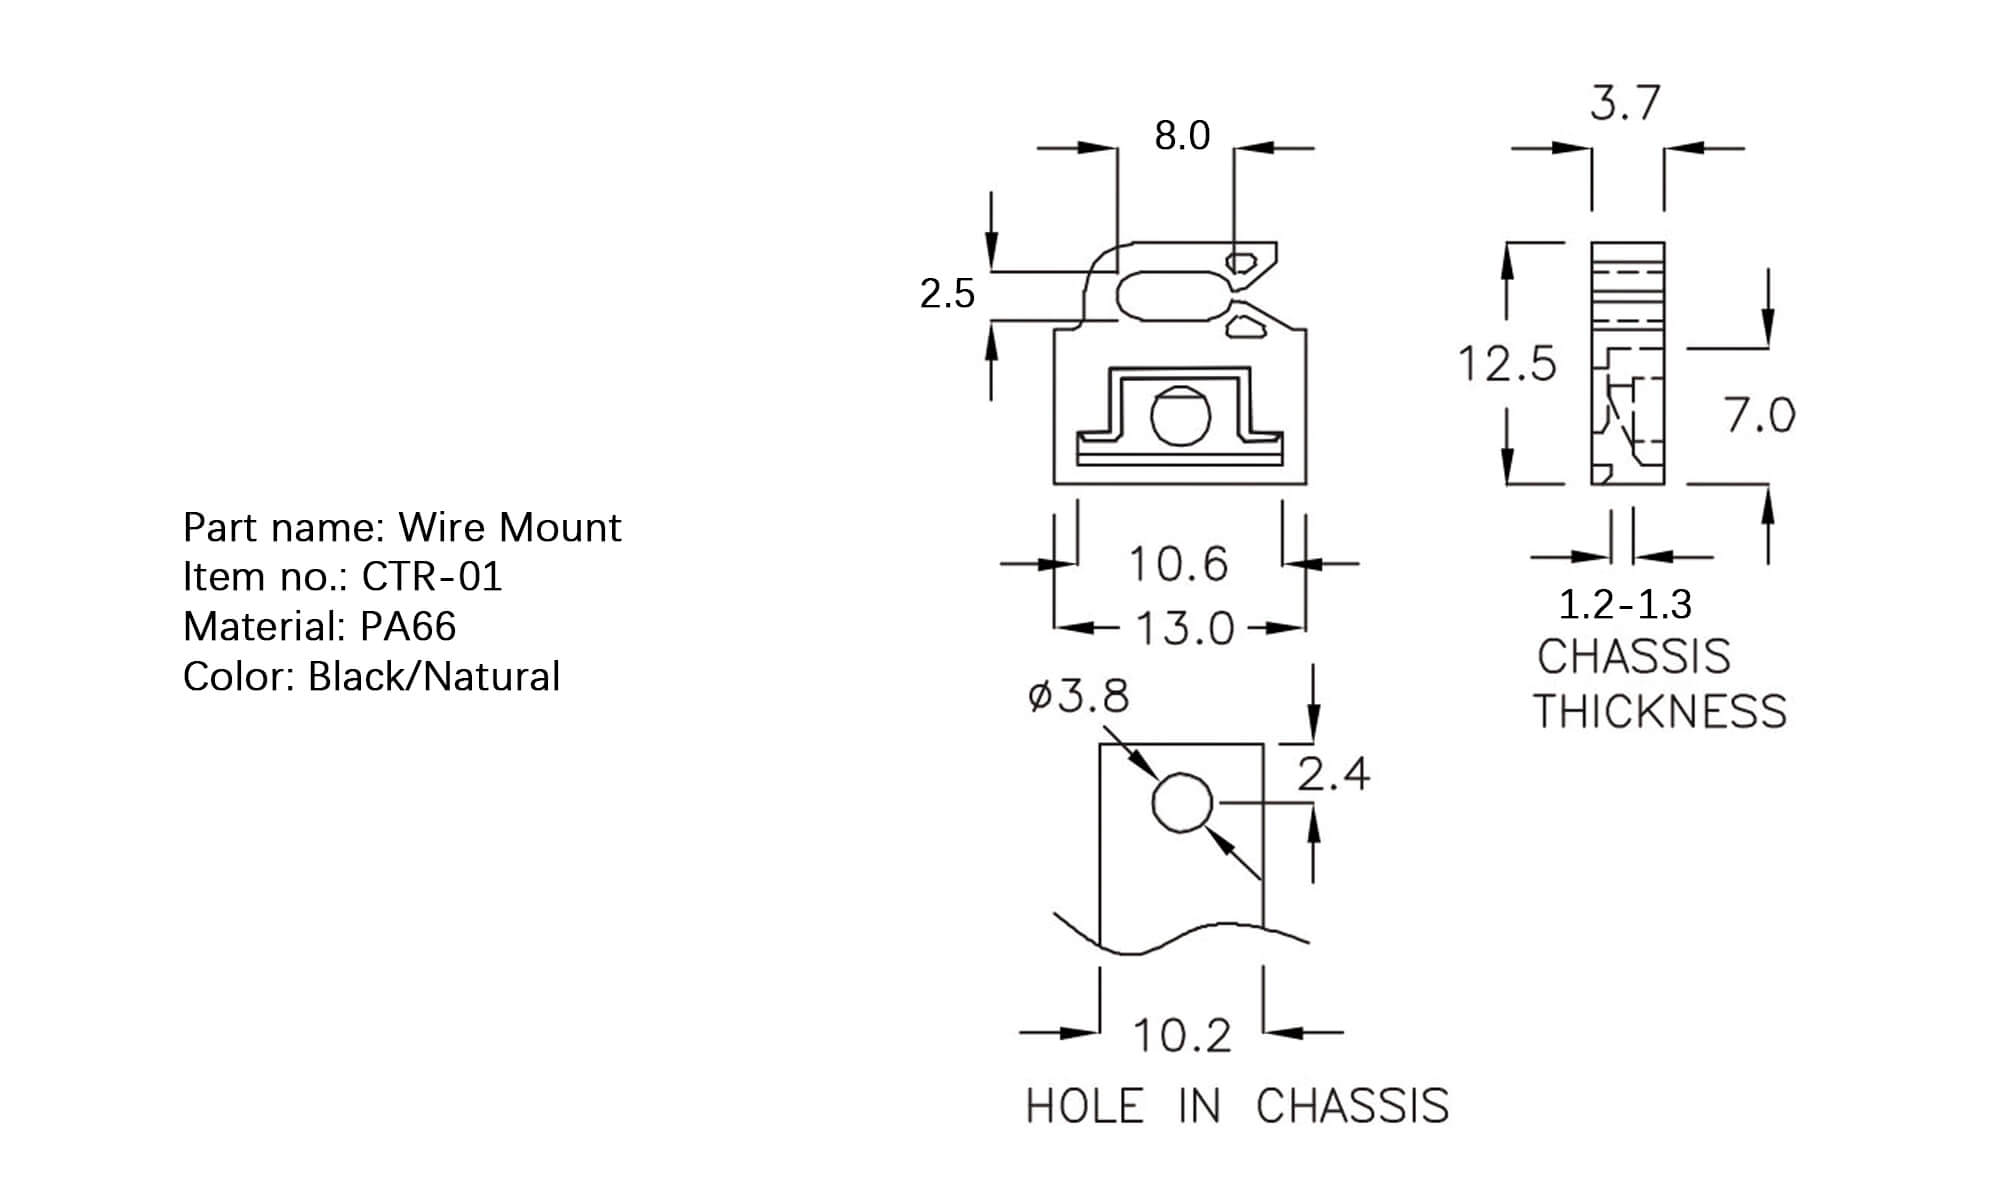 Part name: Wire Mount
Item no.: CTR-01
Material: PA66
Color: Black/Natural
8.0
2.5
10.6
13.0
3.7
12.5
7.0
1.2-1.3
CHASSIS
THICKNESS
ø3.8
2.4
10.2
HOLE IN CHASSIS